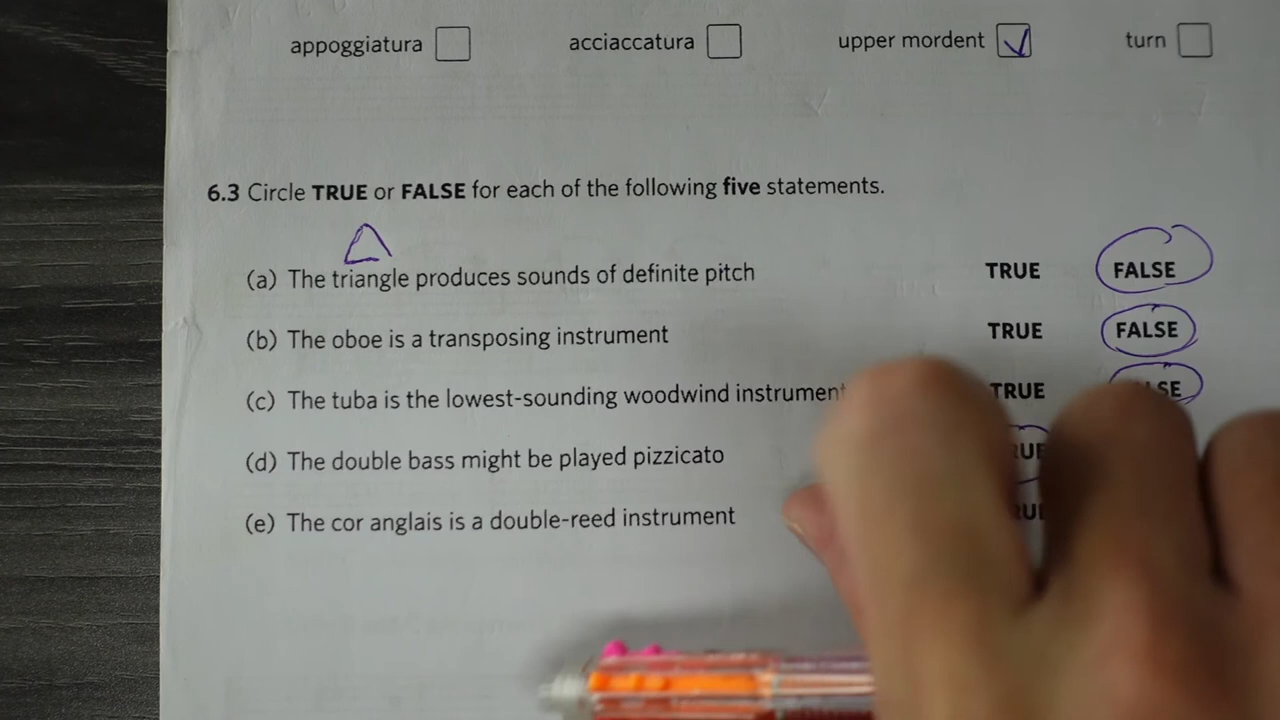 appoggiatura acciaccatura upper mordent turn
6.3 Circle TRUE or FALSE for each of the following five statements.
(a) The triangle produces sounds of definite pitch TRUE FALSE
(b) The oboe is a transposing instrument TRUE FALSE
(c) The tuba is the lowest-sounding woodwind instrument TRUE
(d) The double bass might be played pizzicato
(e) The cor anglais is a double-reed instrument